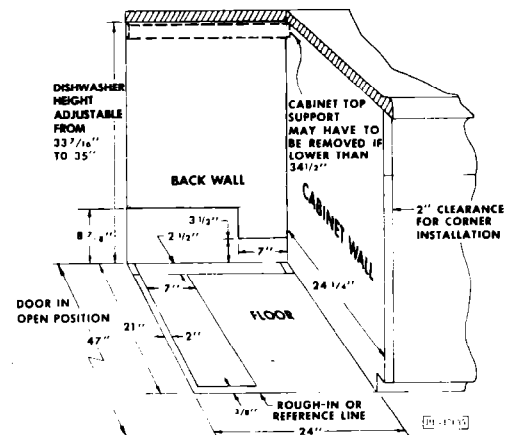 DISHWASHER
HEIGHT
ADJUSTABLE
FROM
33 7/16"
TO 35"
CABINET TOP
SUPPORT
MAY HAVE TO
BE REMOVED IF
LOWER THAN
34 1/2"
BACK WALL
CABINET WALL
2" CLEARANCE
FOR CORNER
INSTALLATION
3 1/2"
8 7/8"
2 1/2"
7"
24 1/4"
DOOR IN
OPEN POSITION
47"
21"
7"
2"
FLOOR
3/8"
ROUGH-IN OR
REFERENCE LINE
24"